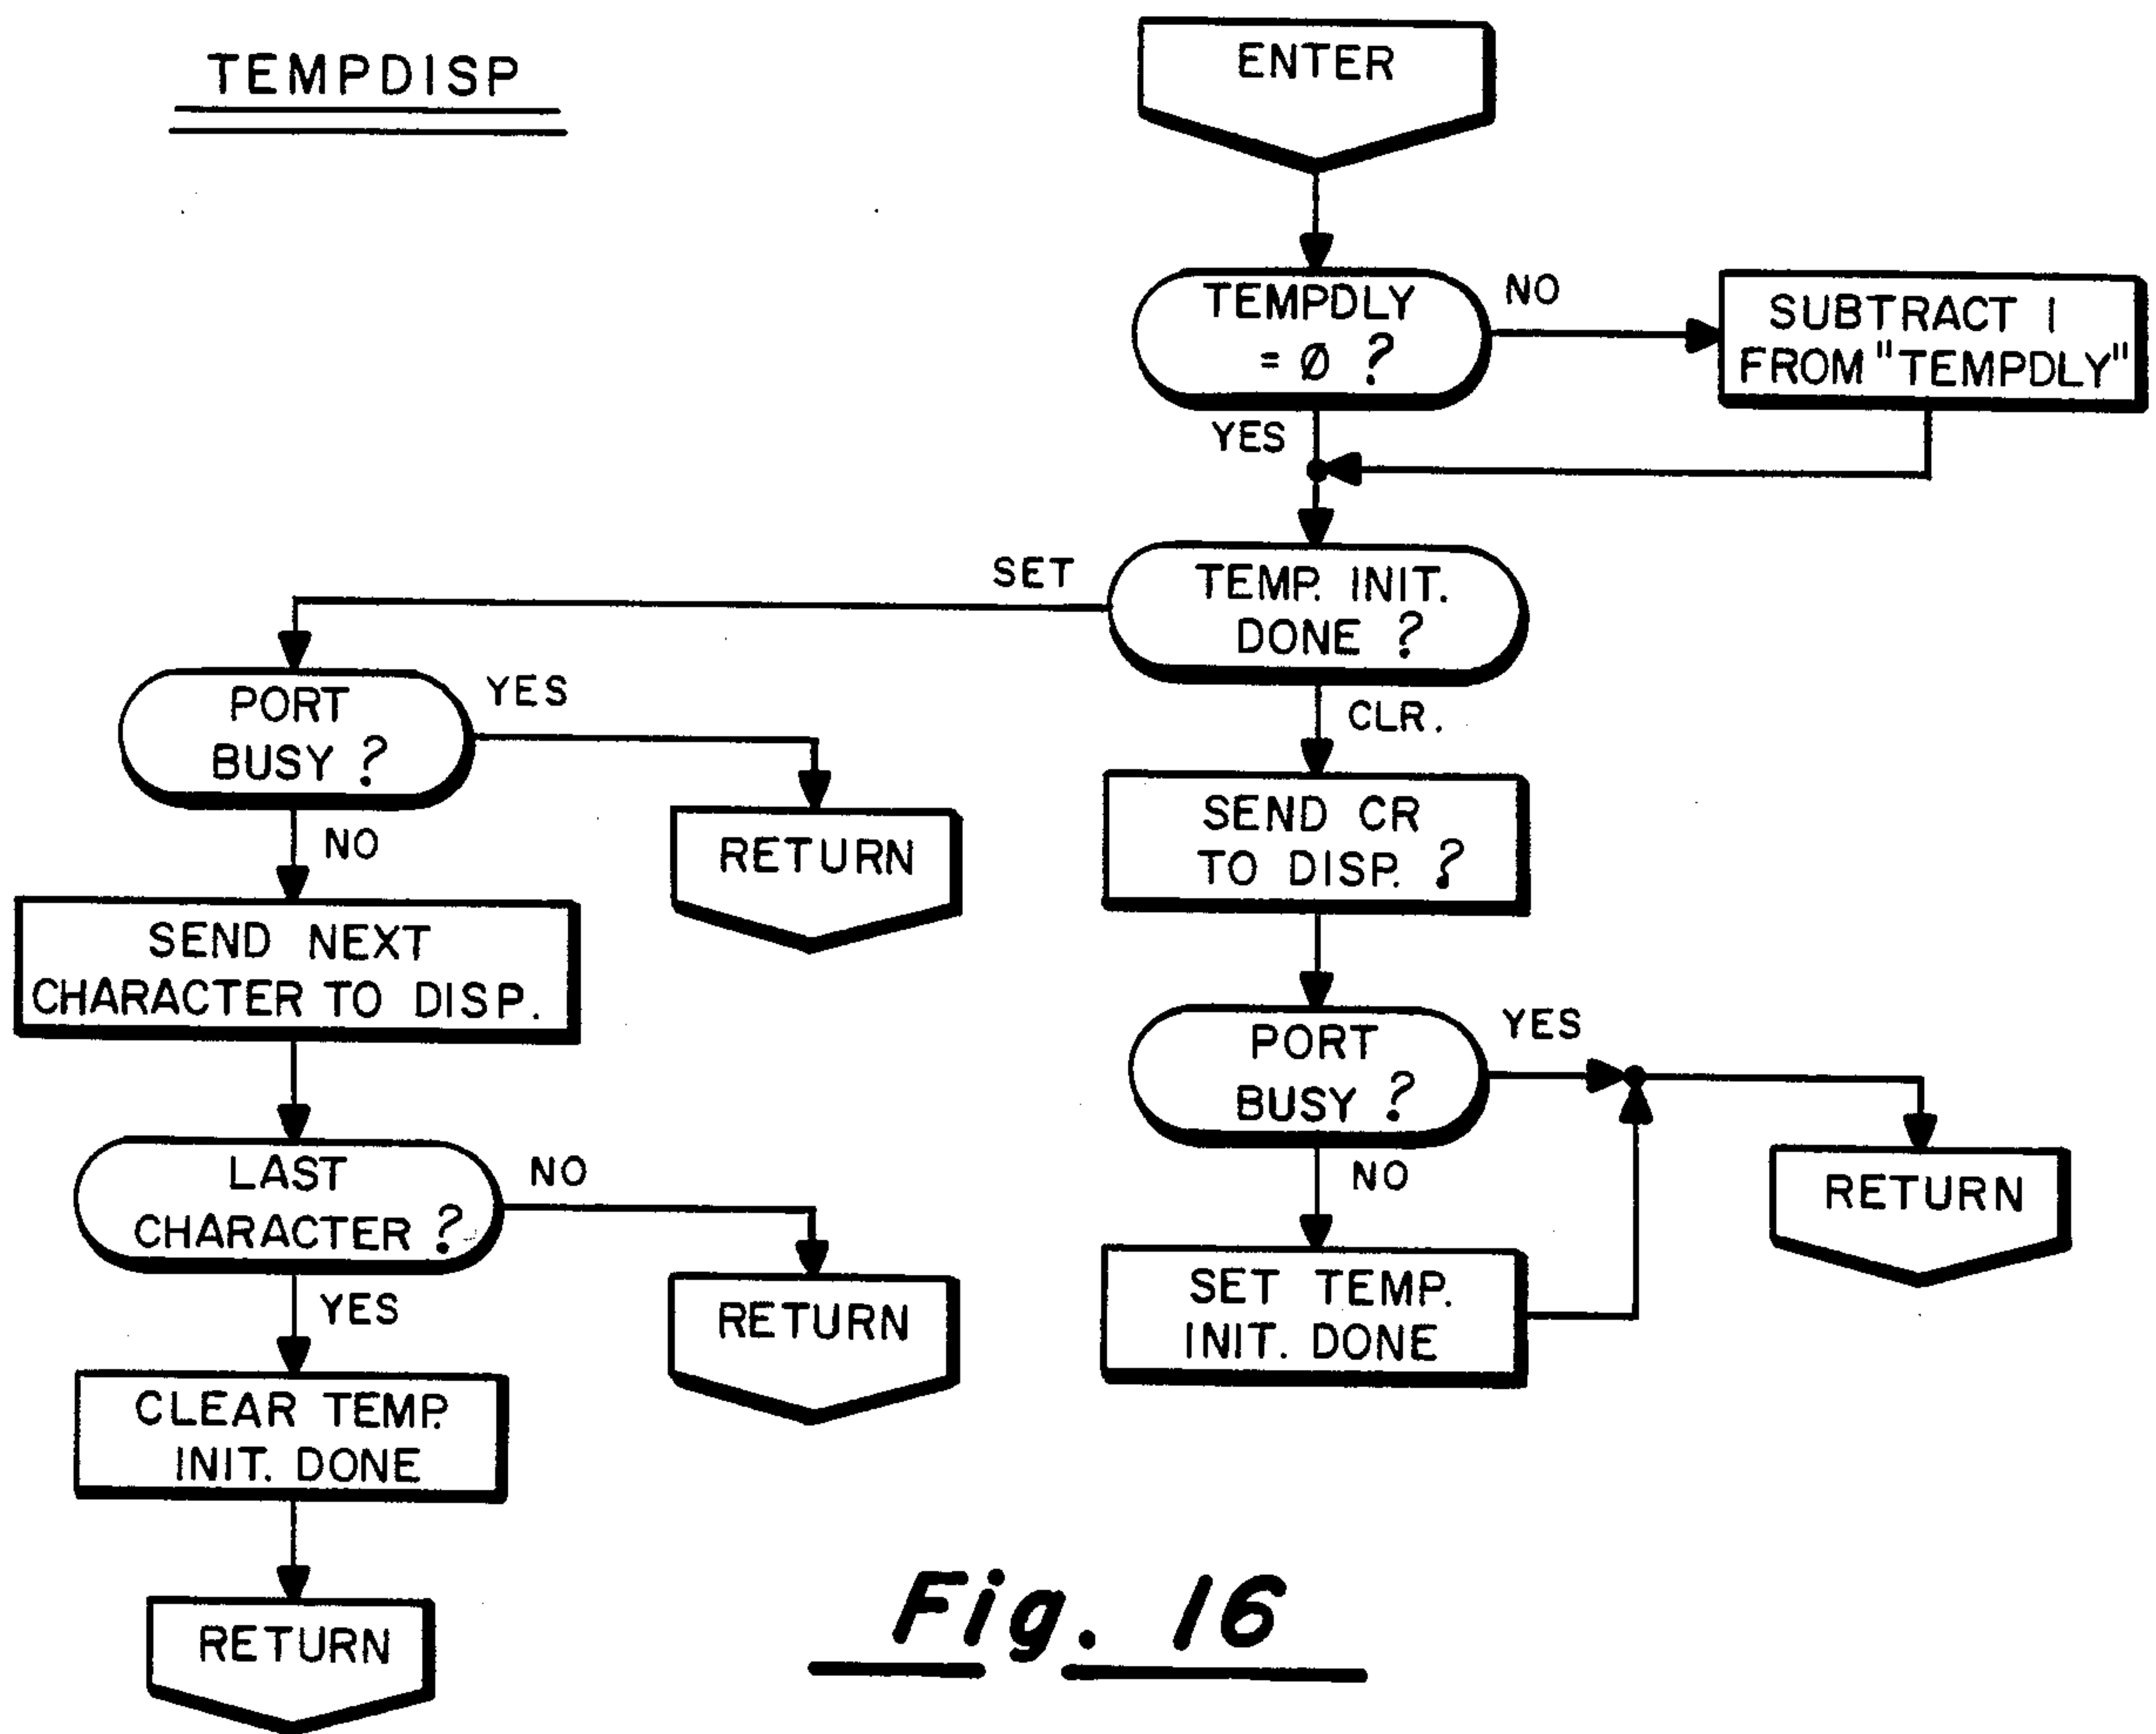 TEMPDISP
ENTER
TEMPDLY
= Ø ?
NO
SUBTRACT 1
FROM "TEMPDLY"
YES
TEMP. INIT.
DONE ?
SET
CLR.
PORT
BUSY ?
YES
RETURN
NO
SEND NEXT
CHARACTER TO DISP.
LAST
CHARACTER ?
NO
RETURN
YES
CLEAR TEMP.
INIT. DONE
RETURN
SEND CR
TO DISP. ?
PORT
BUSY ?
YES
RETURN
NO
SET TEMP.
INIT. DONE
Fig. 16